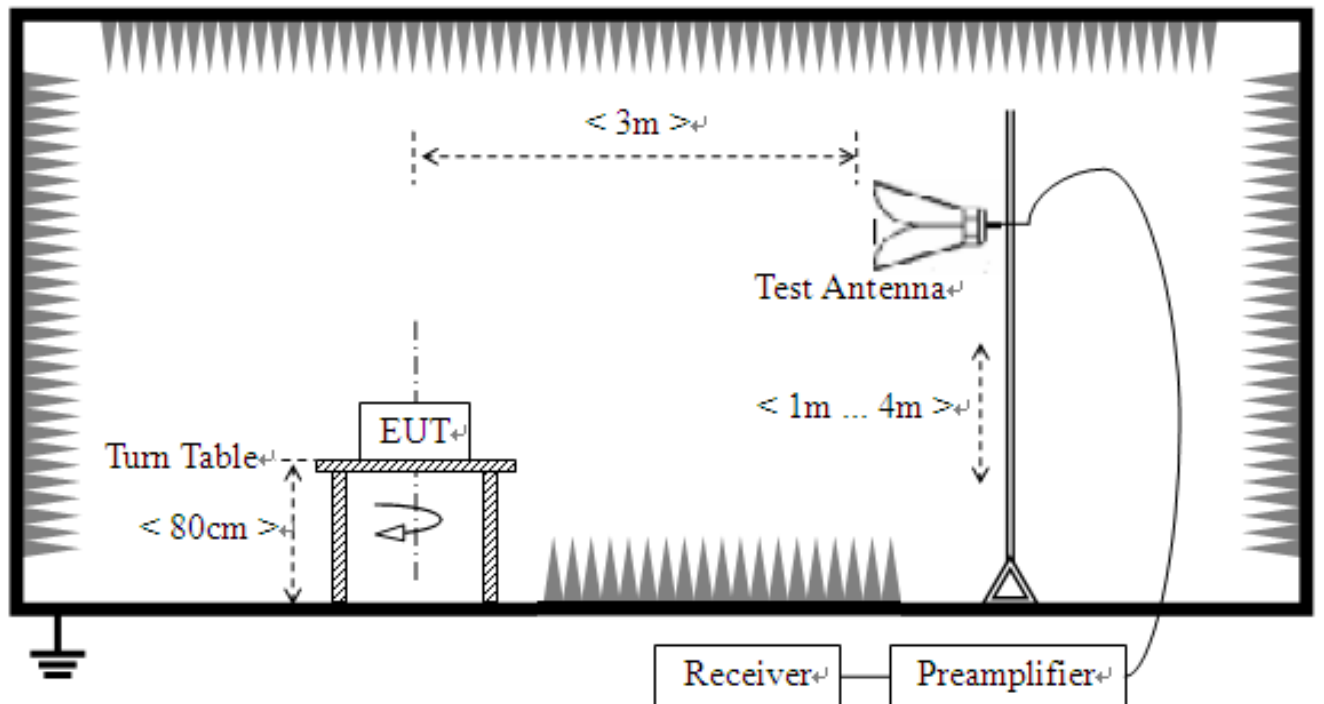 < 3m >↵
Test Antenna↵
< 1m ... 4m >↵
EUT↵
Turn Table↵
< 80cm >↵
Receiver↵
Preamplifier↵